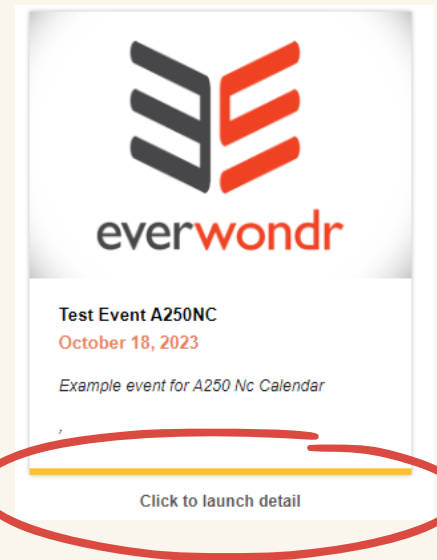 everwondr
Test Event A250NC
October 18, 2023
Example event for A250 Nc Calendar
,
Click to launch detail